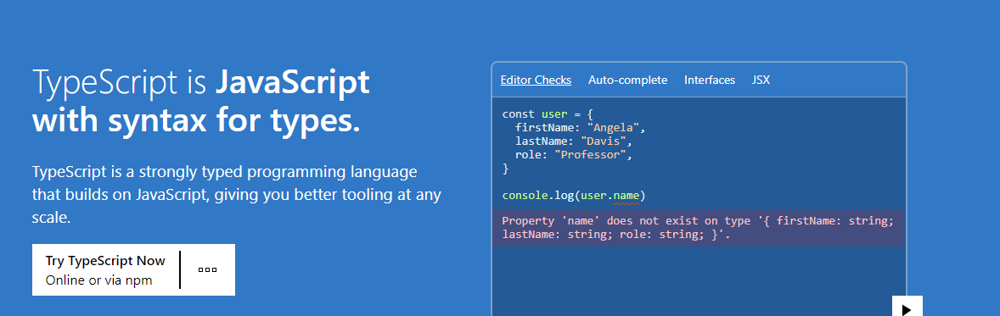 TypeScript is JavaScript
with syntax for types.
TypeScript is a strongly typed programming language
that builds on JavaScript, giving you better tooling at any
scale.
Try TypeScript Now
Online or via npm
Editor Checks Auto-complete Interfaces JSX
const user = {
  firstName: "Angela",
  lastName: "Davis",
  role: "Professor",
}
console.log(user.name)
Property 'name' does not exist on type '{ firstName: string;
lastName: string; role: string; }'.